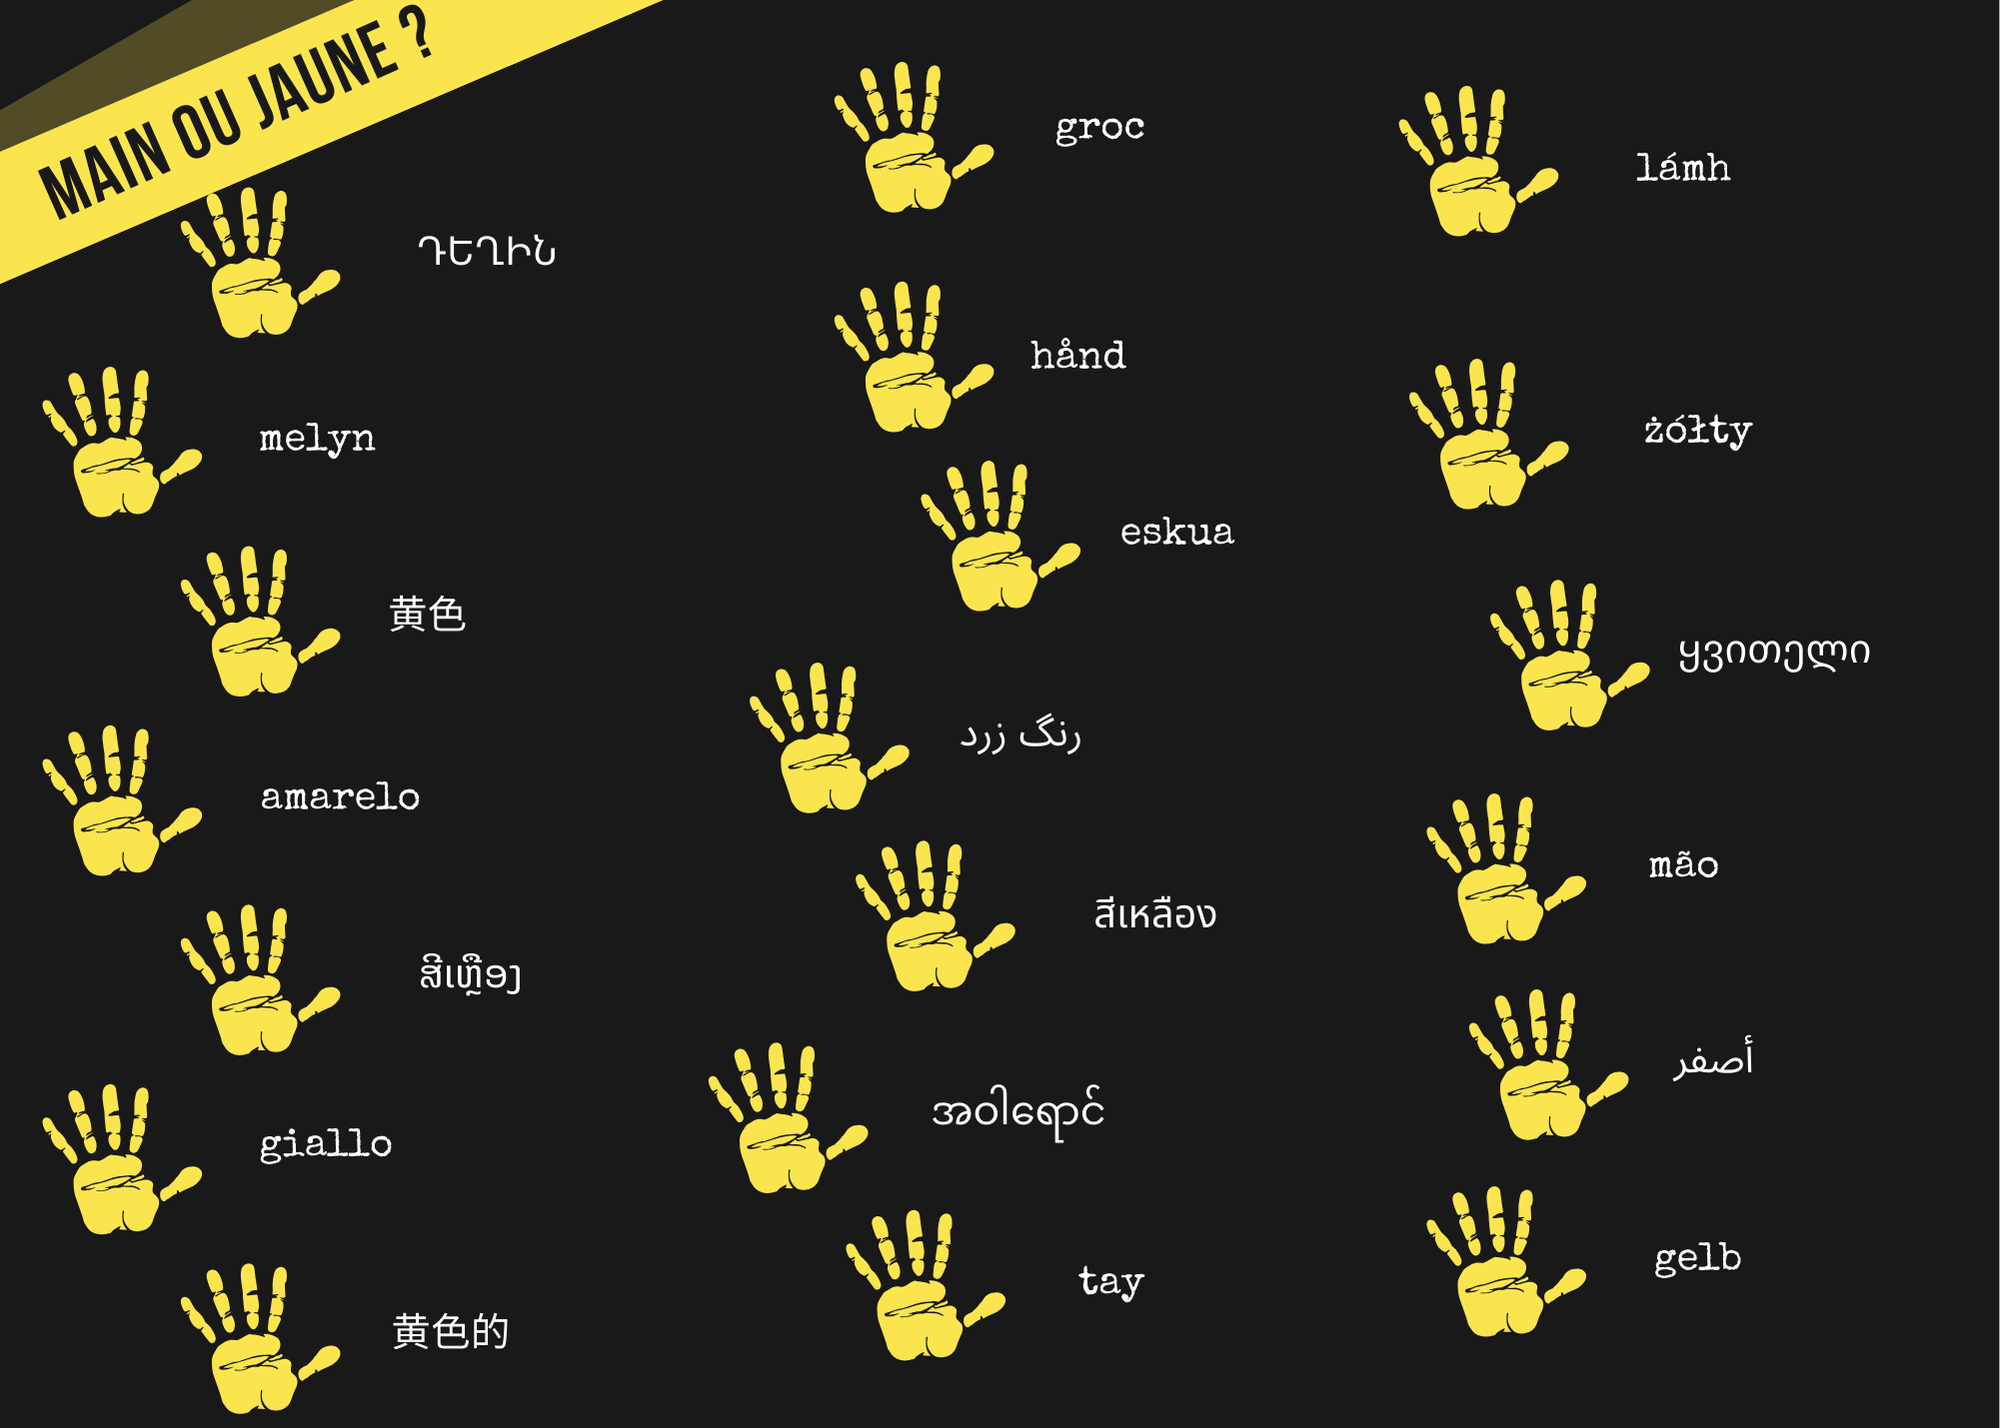 MAIN OU JAUNE ?
ԴԵՂԻՆ
melyn
黄色
amarelo
ສີເຫຼືອງ
giallo
黄色的
groc
hånd
eskua
رنگ زرد
สีเหลือง
အဝါရောင်
tay
lámh
żółty
ყვითელი
mão
أصفر
gelb